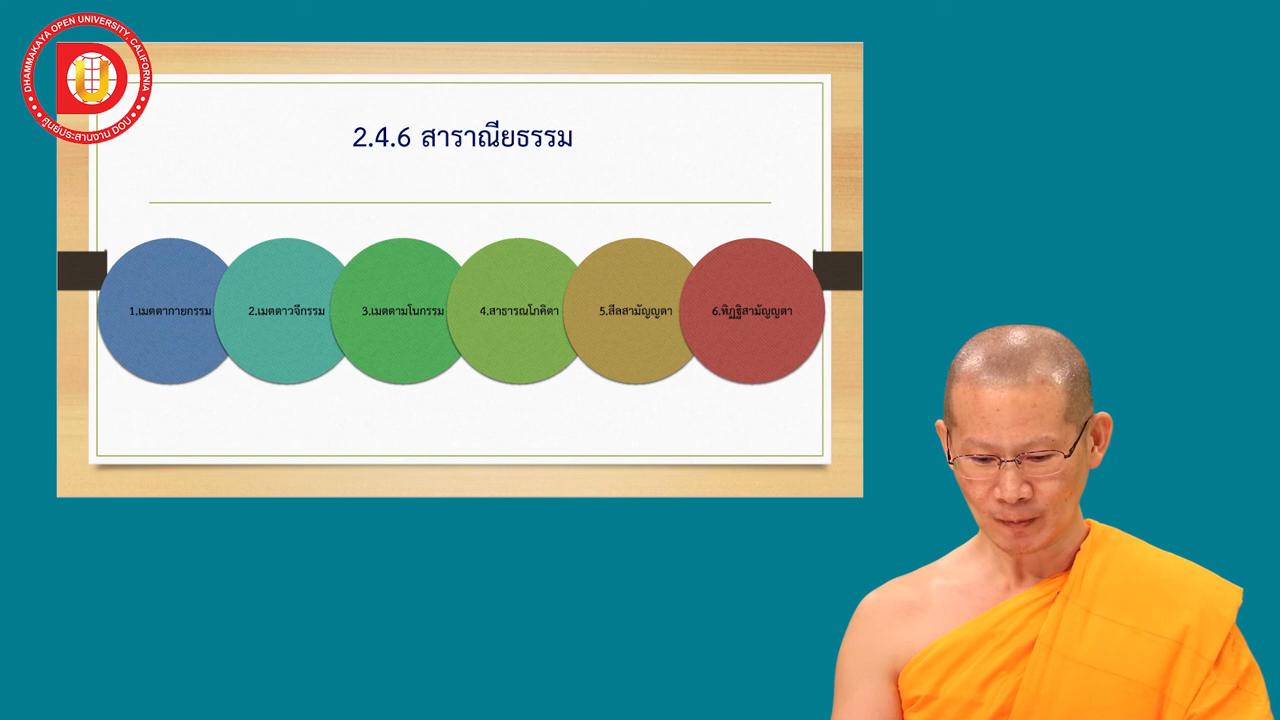 DHAMMAKAYA OPEN UNIVERSITY, CALIFORNIA
DU
ศูนย์ประสานงาน DOU
2.4.6 สาราณียธรรม
1.เมตตากายกรรม
2.เมตตาวจีกรรม
3.เมตตามโนกรรม
4.สาธารณโภคิตา
5.สีลสามัญญตา
6.ทิฏฐิสามัญญตา